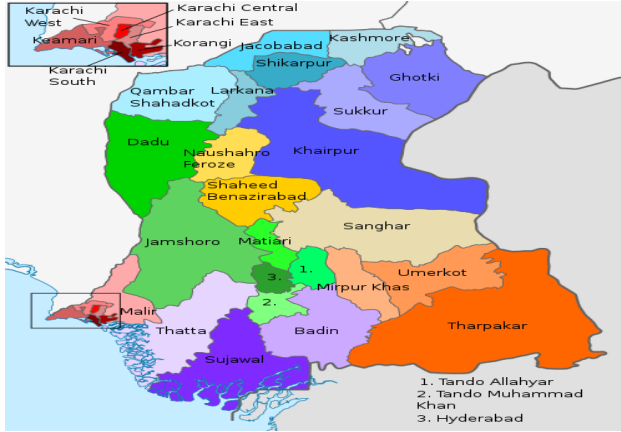 Karachi
West
Karachi Central
Karachi East
Keamari
Korangi
Karachi
South
Kashmore
Jacobabad
Shikarpur
Ghotki
Qambar
Shahadkot
Larkana
Sukkur
Dadu
Naushahro
Feroze
Khairpur
Shaheed
Benazirabad
Sanghar
Jamshoro
Matiari
1.
3.
Umerkot
Mirpur Khas
2.
Malir
Thatta
Badin
Tharpakar
Sujawal
1. Tando Allahyar
2. Tando Muhammad
Khan
3. Hyderabad